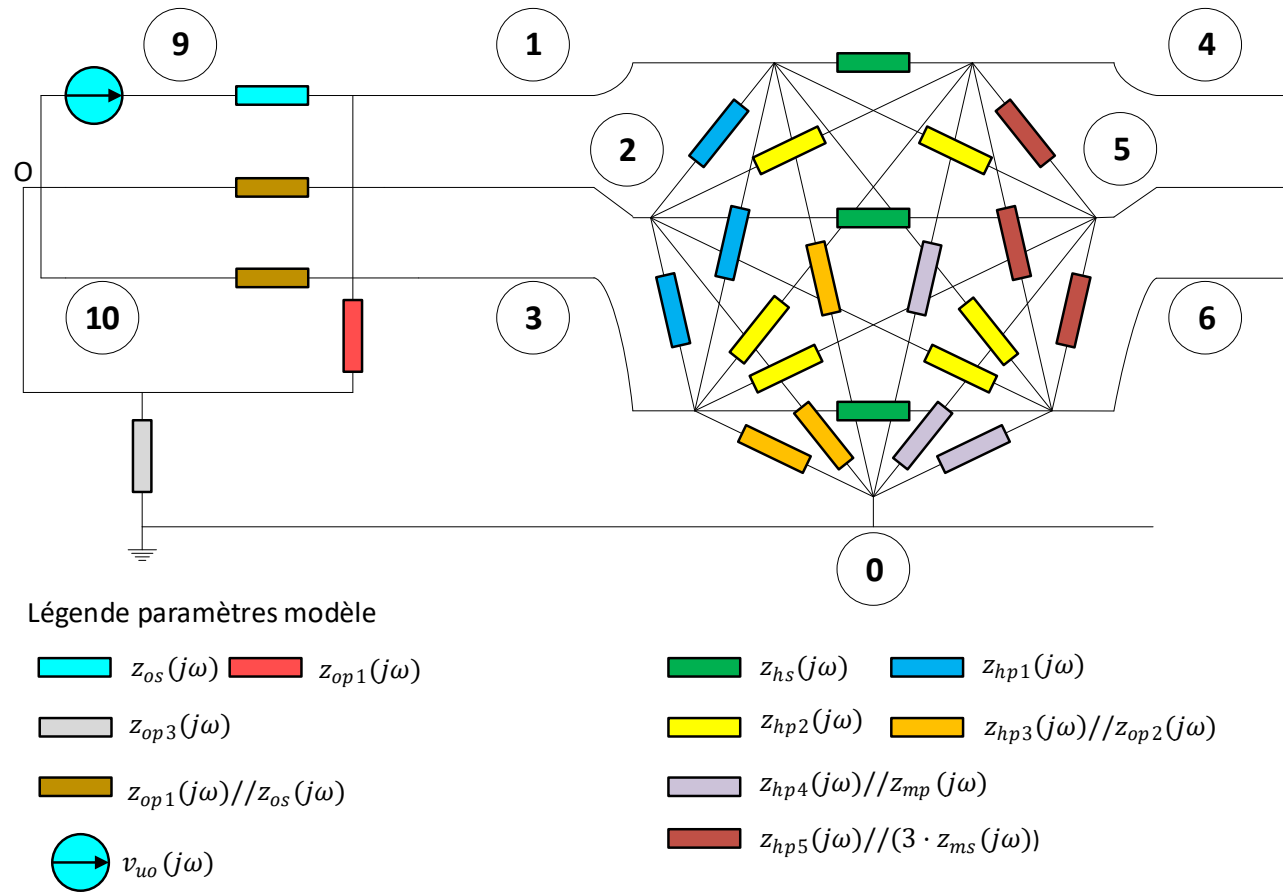 9
1
4
2
5
O
10
3
6
0
Légende paramètres modèle
z_{os}(jω)
z_{op1}(jω)
z_{hs}(jω)
z_{hp1}(jω)
z_{op3}(jω)
z_{hp2}(jω)
z_{hp3}(jω)//z_{op2}(jω)
z_{op1}(jω)//z_{os}(jω)
z_{hp4}(jω)//z_{mp}(jω)
z_{hp5}(jω)//(3 · z_{ms}(jω))
v_{uo}(jω)